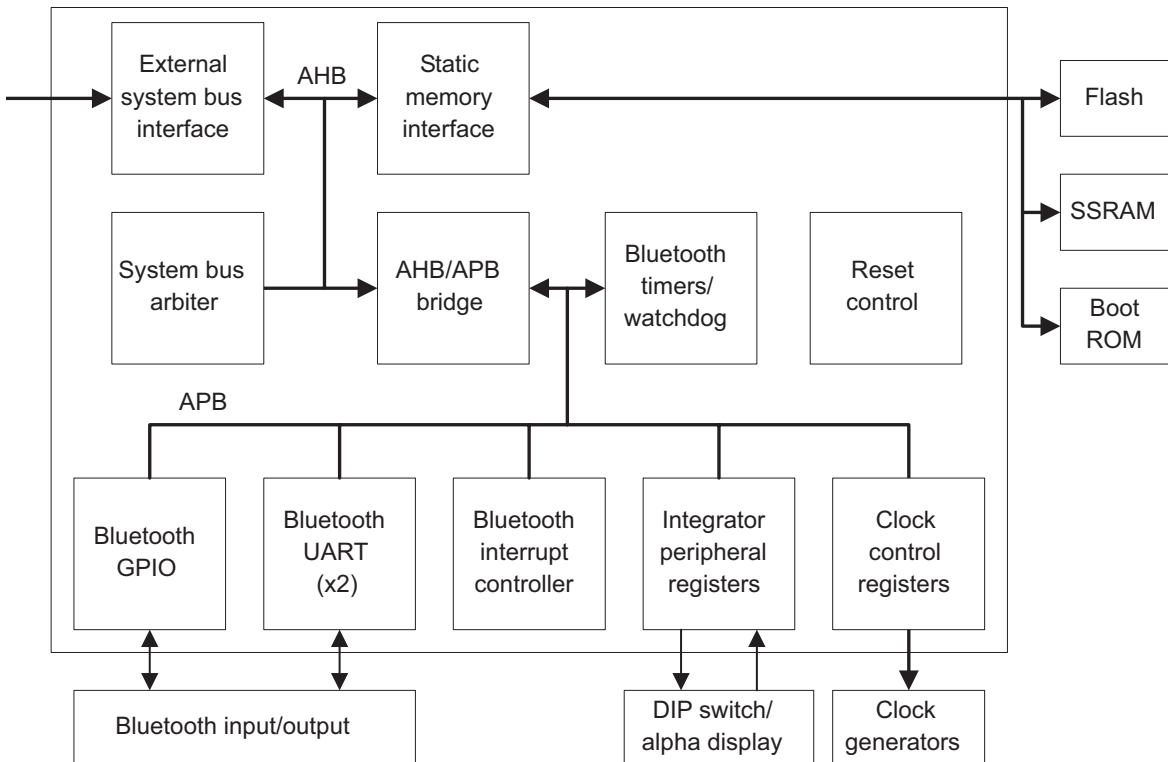 External
system bus
interface
AHB
Static
memory
interface
Flash
SSRAM
System bus
arbiter
AHB/APB
bridge
Bluetooth
timers/
watchdog
Reset
control
Boot
ROM
APB
Bluetooth
GPIO
Bluetooth
UART
(x2)
Bluetooth
interrupt
controller
Integrator
peripheral
registers
Clock
control
registers
Bluetooth input/output
DIP switch/
alpha display
Clock
generators